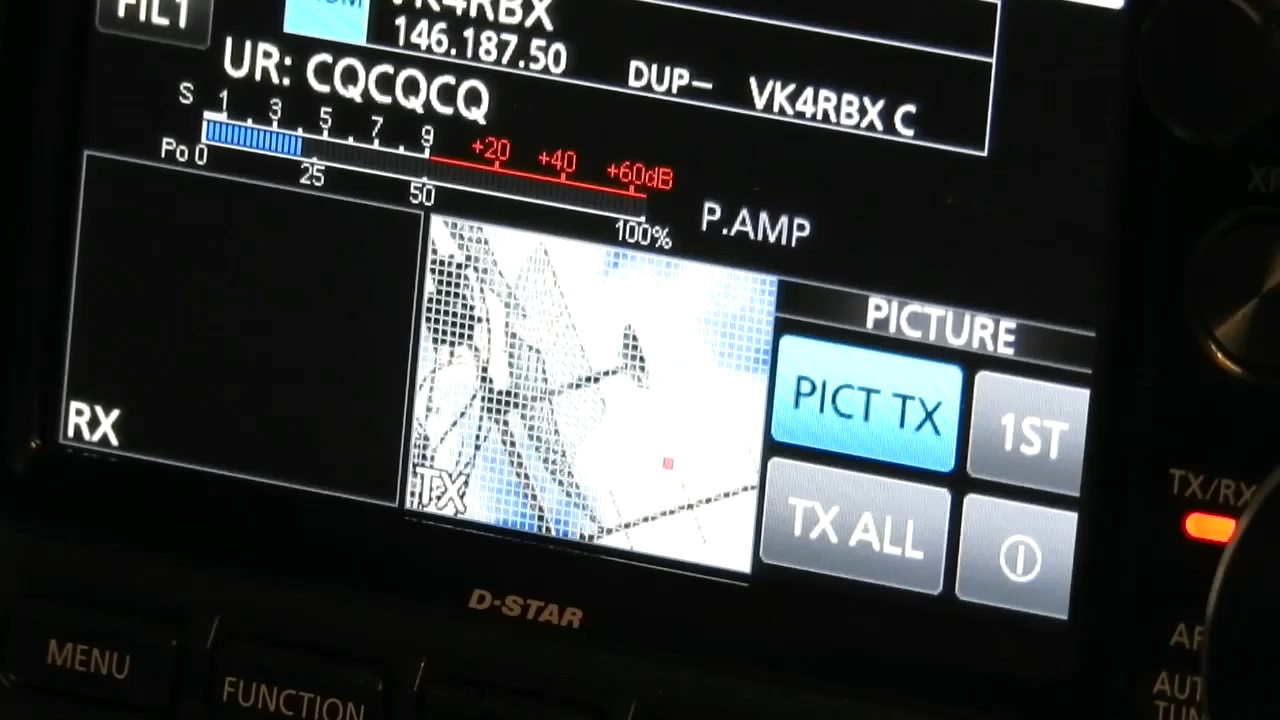 FIL1
VK4RBX
146.187.50
DUP– VK4RBX C
UR: CQCQCQ
S 1 3 5 7 9 +20 +40 +60dB
Po 0 25 50 100%
P.AMP
RX
TX
PICTURE
PICT TX
1ST
TX ALL
TX/RX
D-STAR
MENU
FUNCTION